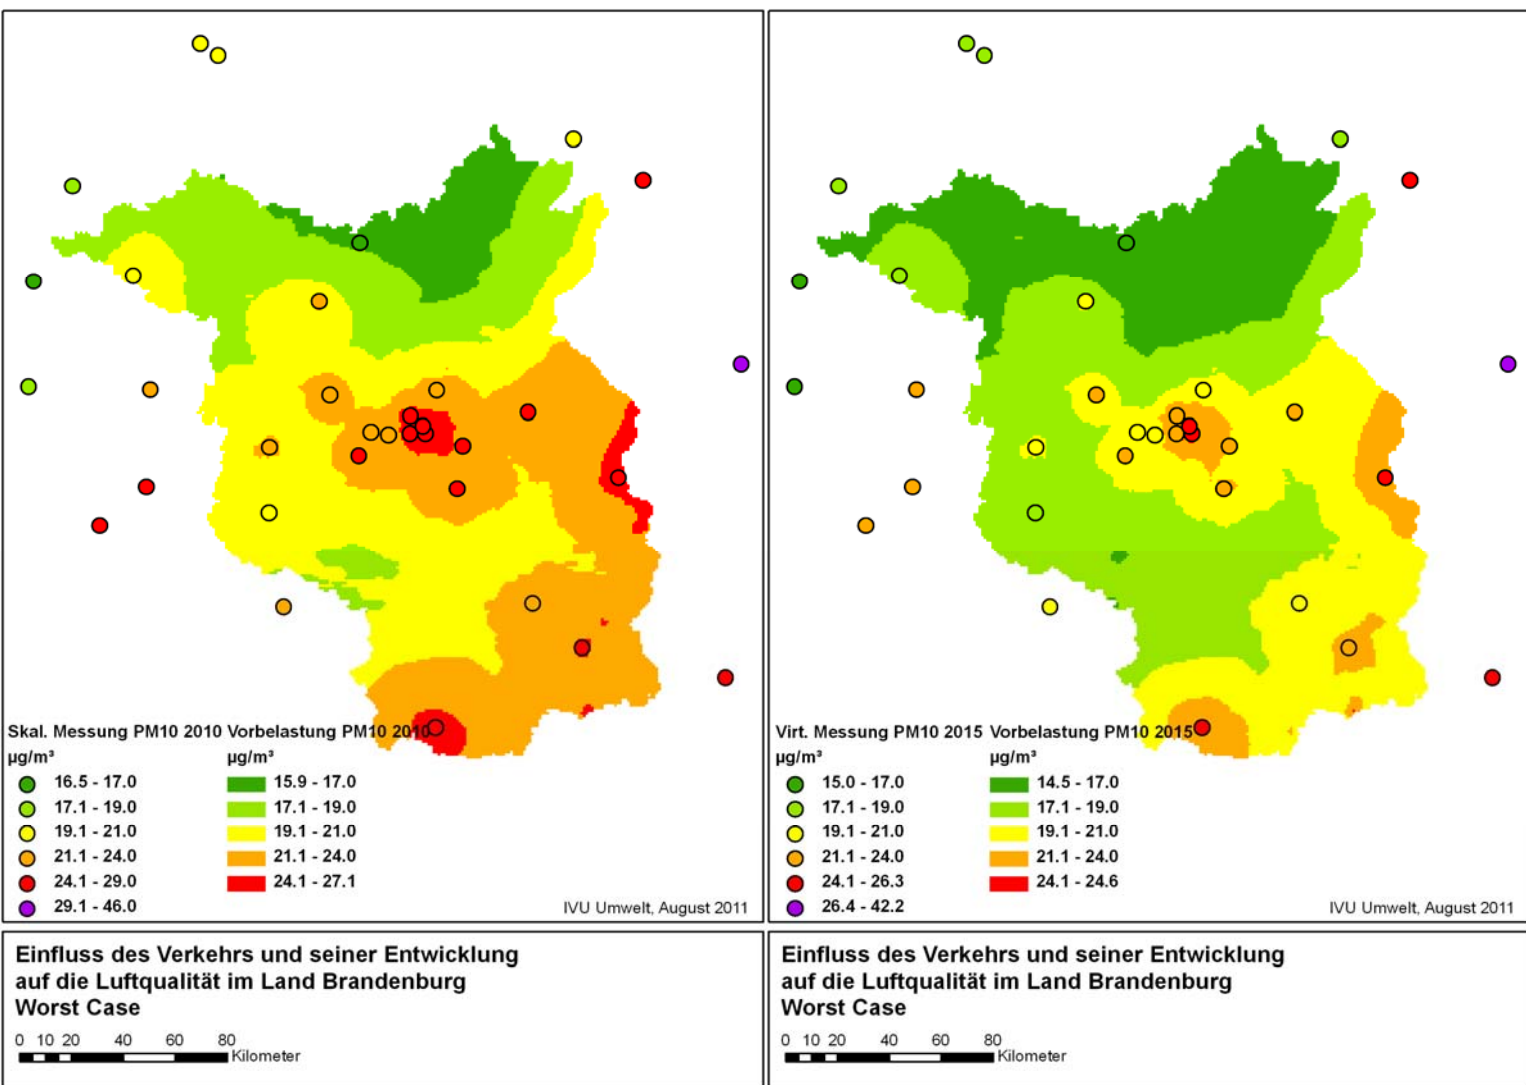 Skal. Messung PM10 2010 Vorbelastung PM10 2010
µg/m³ µg/m³
16.5 - 17.0 15.9 - 17.0
17.1 - 19.0 17.1 - 19.0
19.1 - 21.0 19.1 - 21.0
21.1 - 24.0 21.1 - 24.0
24.1 - 29.0 24.1 - 27.1
29.1 - 46.0
IVU Umwelt, August 2011
Einfluss des Verkehrs und seiner Entwicklung
auf die Luftqualität im Land Brandenburg
Worst Case
0 10 20 40 60 80
Kilometer
Virt. Messung PM10 2015 Vorbelastung PM10 2015
µg/m³ µg/m³
15.0 - 17.0 14.5 - 17.0
17.1 - 19.0 17.1 - 19.0
19.1 - 21.0 19.1 - 21.0
21.1 - 24.0 21.1 - 24.0
24.1 - 26.3 24.1 - 24.6
26.4 - 42.2
IVU Umwelt, August 2011
Einfluss des Verkehrs und seiner Entwicklung
auf die Luftqualität im Land Brandenburg
Worst Case
0 10 20 40 60 80
Kilometer